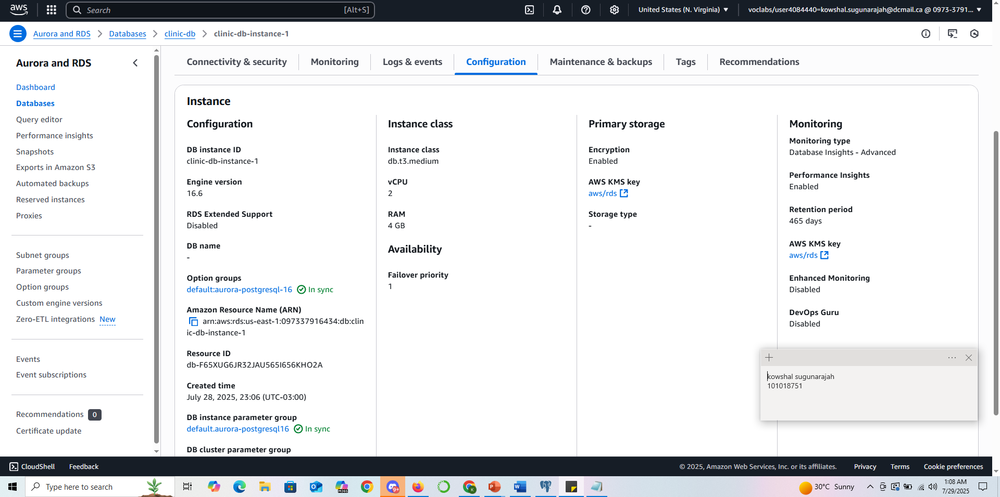 aws
Search
[Alt+S]
United States (N. Virginia)
voclabs/user4084440=kowshal.sugunarajah@dcmail.ca @ 0973-3791...
Aurora and RDS
Databases
clinic-db
clinic-db-instance-1
Aurora and RDS
Dashboard
Databases
Query editor
Performance insights
Snapshots
Exports in Amazon S3
Automated backups
Reserved instances
Proxies
Subnet groups
Parameter groups
Option groups
Custom engine versions
Zero-ETL integrations New
Events
Event subscriptions
Recommendations 0
Certificate update
Connectivity & security
Monitoring
Logs & events
Configuration
Maintenance & backups
Tags
Recommendations
Instance
Configuration
DB instance ID
clinic-db-instance-1
Engine version
16.6
RDS Extended Support
Disabled
DB name
-
Option groups
default:aurora-postgresql-16 In sync
Amazon Resource Name (ARN)
arn:aws:rds:us-east-1:097337916434:db:clin
ic-db-instance-1
Resource ID
db-F65XUG6JR32JAU565I656KHO2A
Created time
July 28, 2025, 23:06 (UTC-03:00)
DB instance parameter group
default.aurora-postgresql16 In sync
DB cluster parameter group
Instance class
Instance class
db.t3.medium
vCPU
2
RAM
4 GB
Availability
Failover priority
1
Primary storage
Encryption
Enabled
AWS KMS key
aws/rds
Storage type
-
Monitoring
Monitoring type
Database Insights - Advanced
Performance Insights
Enabled
Retention period
465 days
AWS KMS key
aws/rds
Enhanced Monitoring
Disabled
DevOps Guru
Disabled
kowshal sugunarajah
101018751
CloudShell
Feedback
© 2025, Amazon Web Services, Inc. or its affiliates.
Privacy
Terms
Cookie preferences
Type here to search
M365
9+
K
P
W
30°C Sunny
1:08 AM
7/29/2025